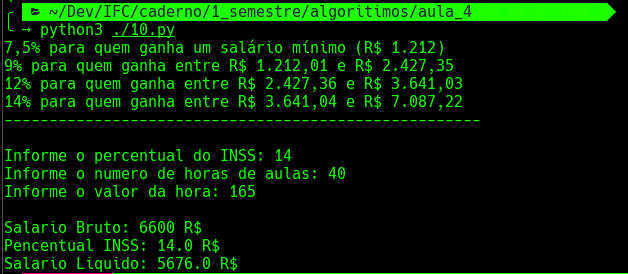 ~/Dev/IFC/caderno/1_semestre/algoritimos/aula_4
→ python3 ./10.py
7,5% para quem ganha um salário mínimo (R$ 1.212)
9% para quem ganha entre R$ 1.212,01 e R$ 2.427,35
12% para quem ganha entre R$ 2.427,36 e R$ 3.641,03
14% para quem ganha entre R$ 3.641,04 e R$ 7.087,22
-----------------------------------------------------
Informe o percentual do INSS: 14
Informe o numero de horas de aulas: 40
Informe o valor da hora: 165
Salario Bruto: 6600 R$
Pencentual INSS: 14.0 R$
Salario Liquido: 5676.0 R$